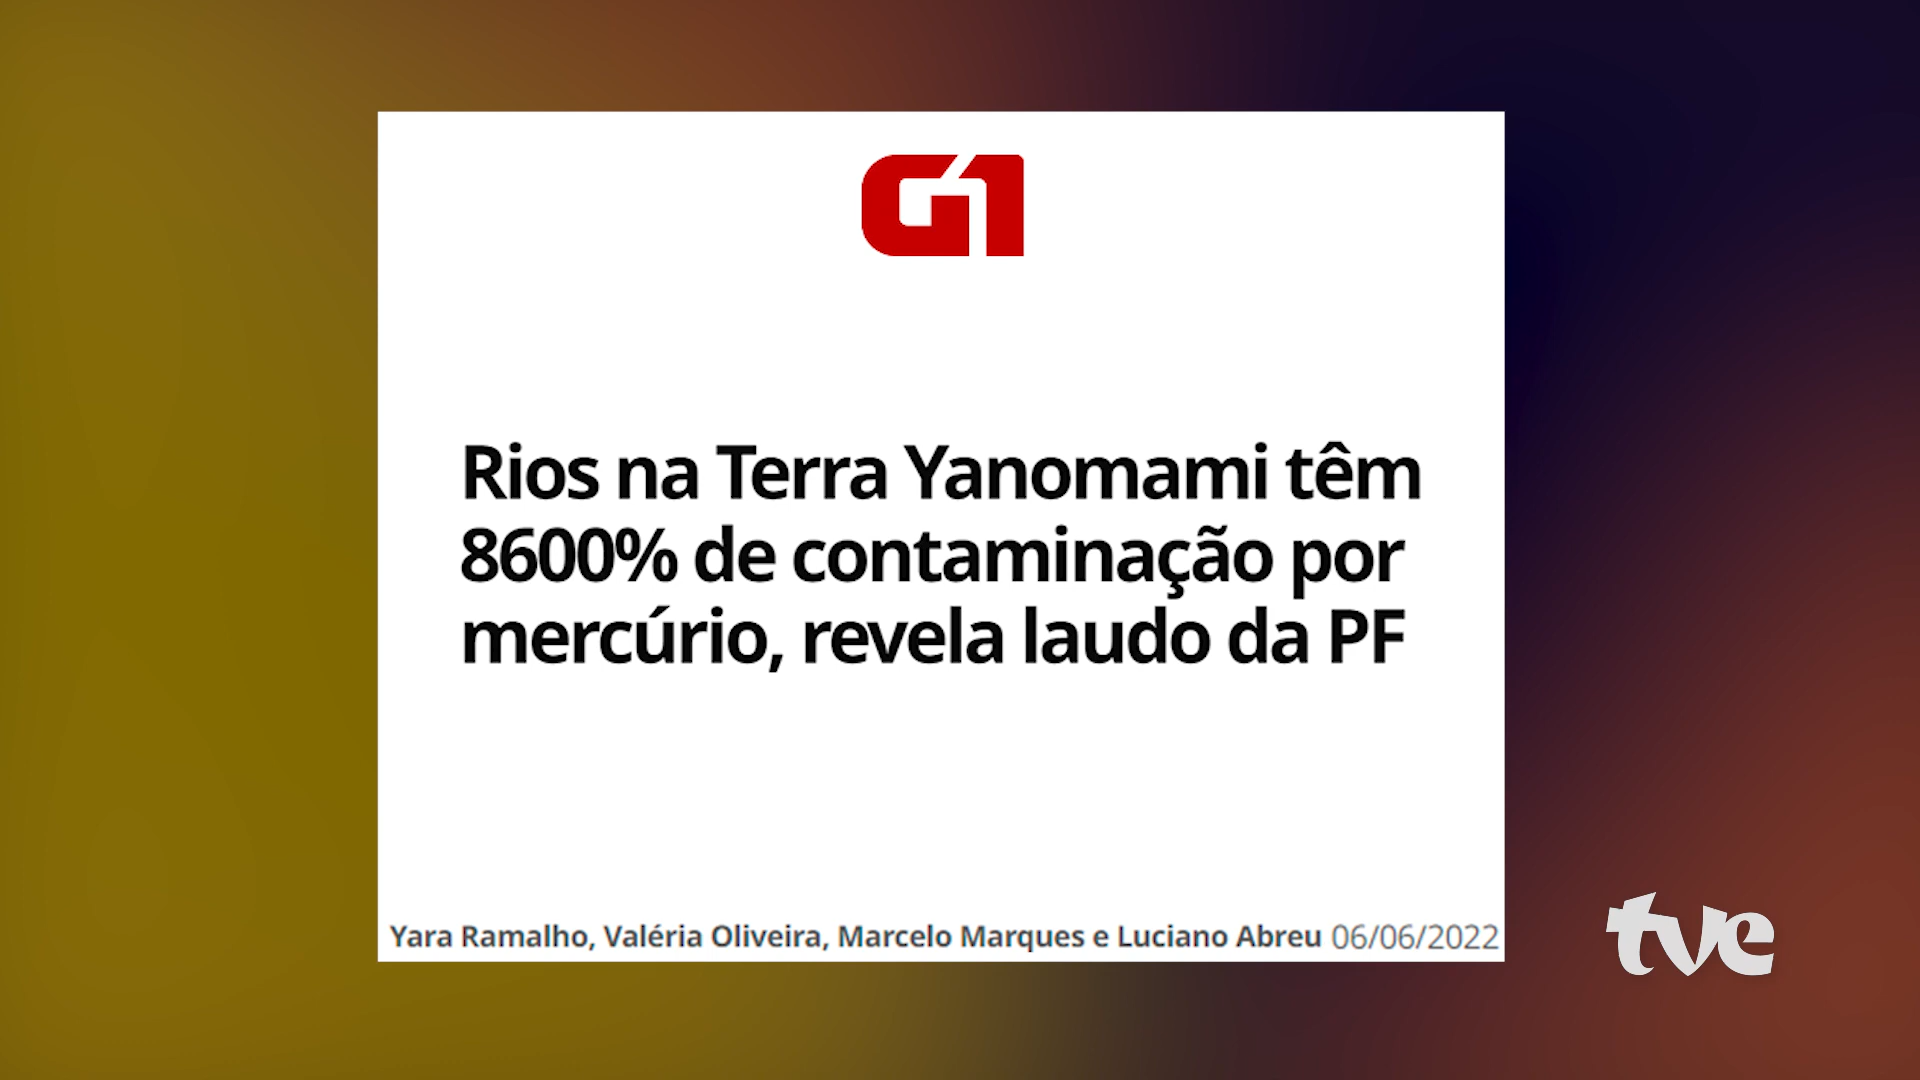 G1
Rios na Terra Yanomami têm
8600% de contaminação por
mercúrio, revela laudo da PF
Yara Ramalho, Valéria Oliveira, Marcelo Marques e Luciano Abreu 06/06/2022
tve